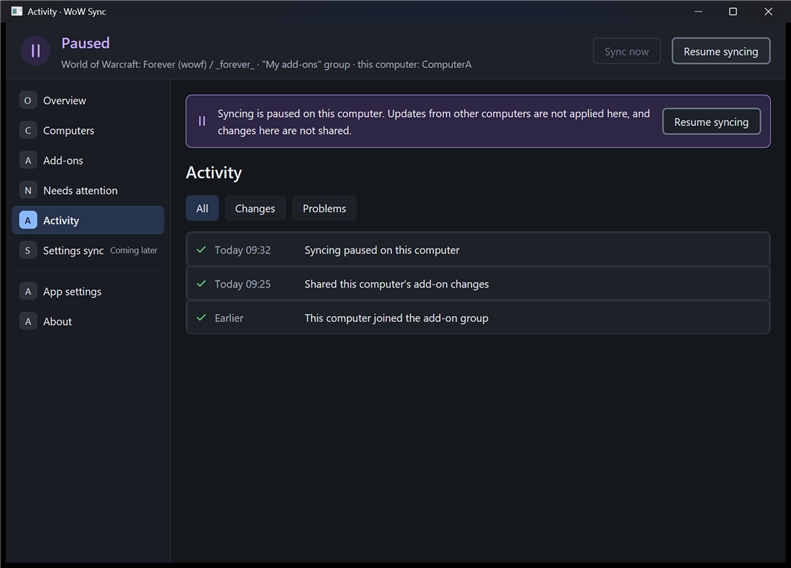 Activity · WoW Sync
Paused
World of Warcraft: Forever (wowf) / _forever_ · "My add-ons" group · this computer: ComputerA
Sync now
Resume syncing
O Overview
C Computers
A Add-ons
N Needs attention
A Activity
S Settings sync Coming later
A App settings
A About
Syncing is paused on this computer. Updates from other computers are not applied here, and
changes here are not shared.
Resume syncing
Activity
All Changes Problems
Today 09:32 Syncing paused on this computer
Today 09:25 Shared this computer's add-on changes
Earlier This computer joined the add-on group